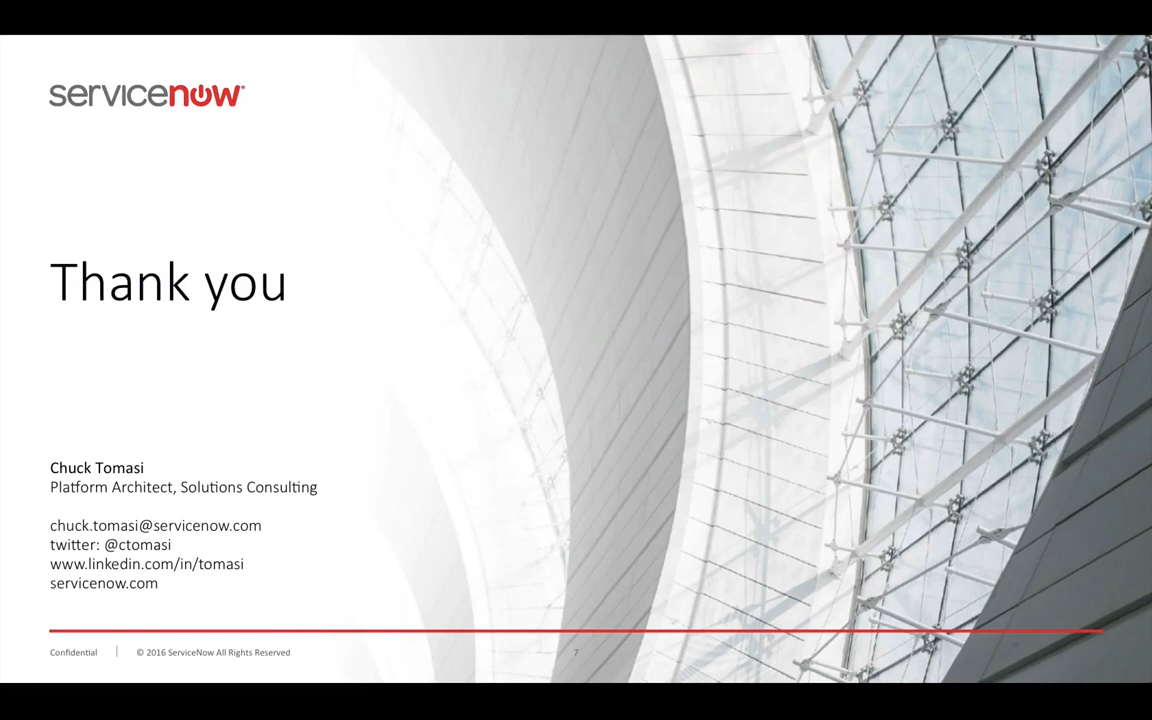 servicenow
Thank you
Chuck Tomasi
Platform Architect, Solutions Consulting
chuck.tomasi@servicenow.com
twitter: @ctomasi
www.linkedin.com/in/tomasi
servicenow.com
Confidential | © 2016 ServiceNow All Rights Reserved 7